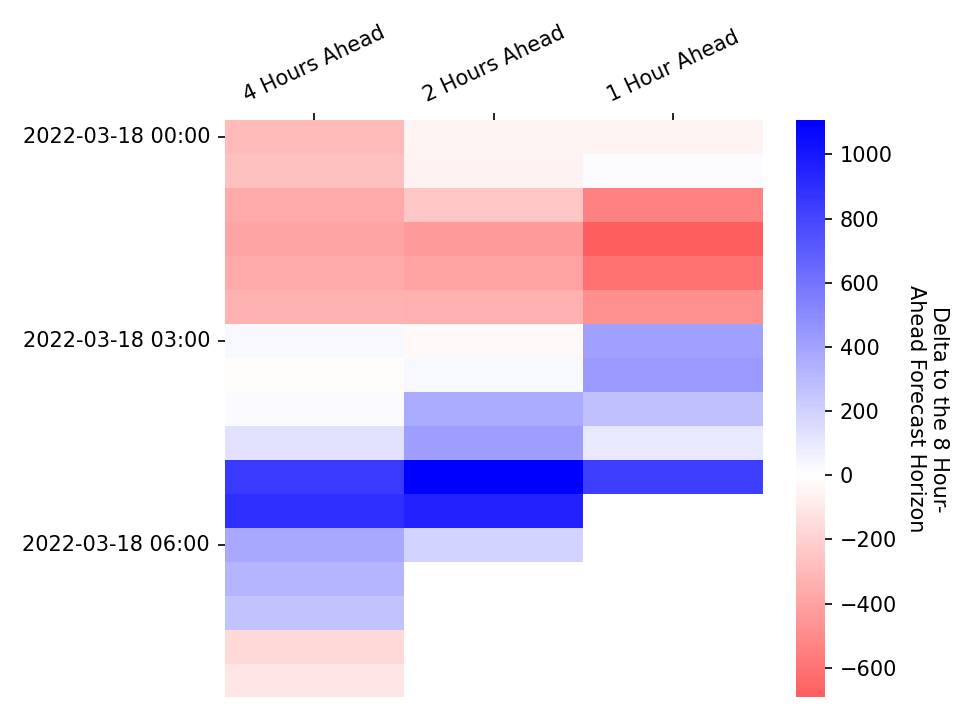 4 Hours Ahead
2 Hours Ahead
1 Hour Ahead
2022-03-18 00:00
2022-03-18 03:00
2022-03-18 06:00
1000
800
600
400
200
0
−200
−400
−600
Delta to the 8 Hour-
Ahead Forecast Horizon